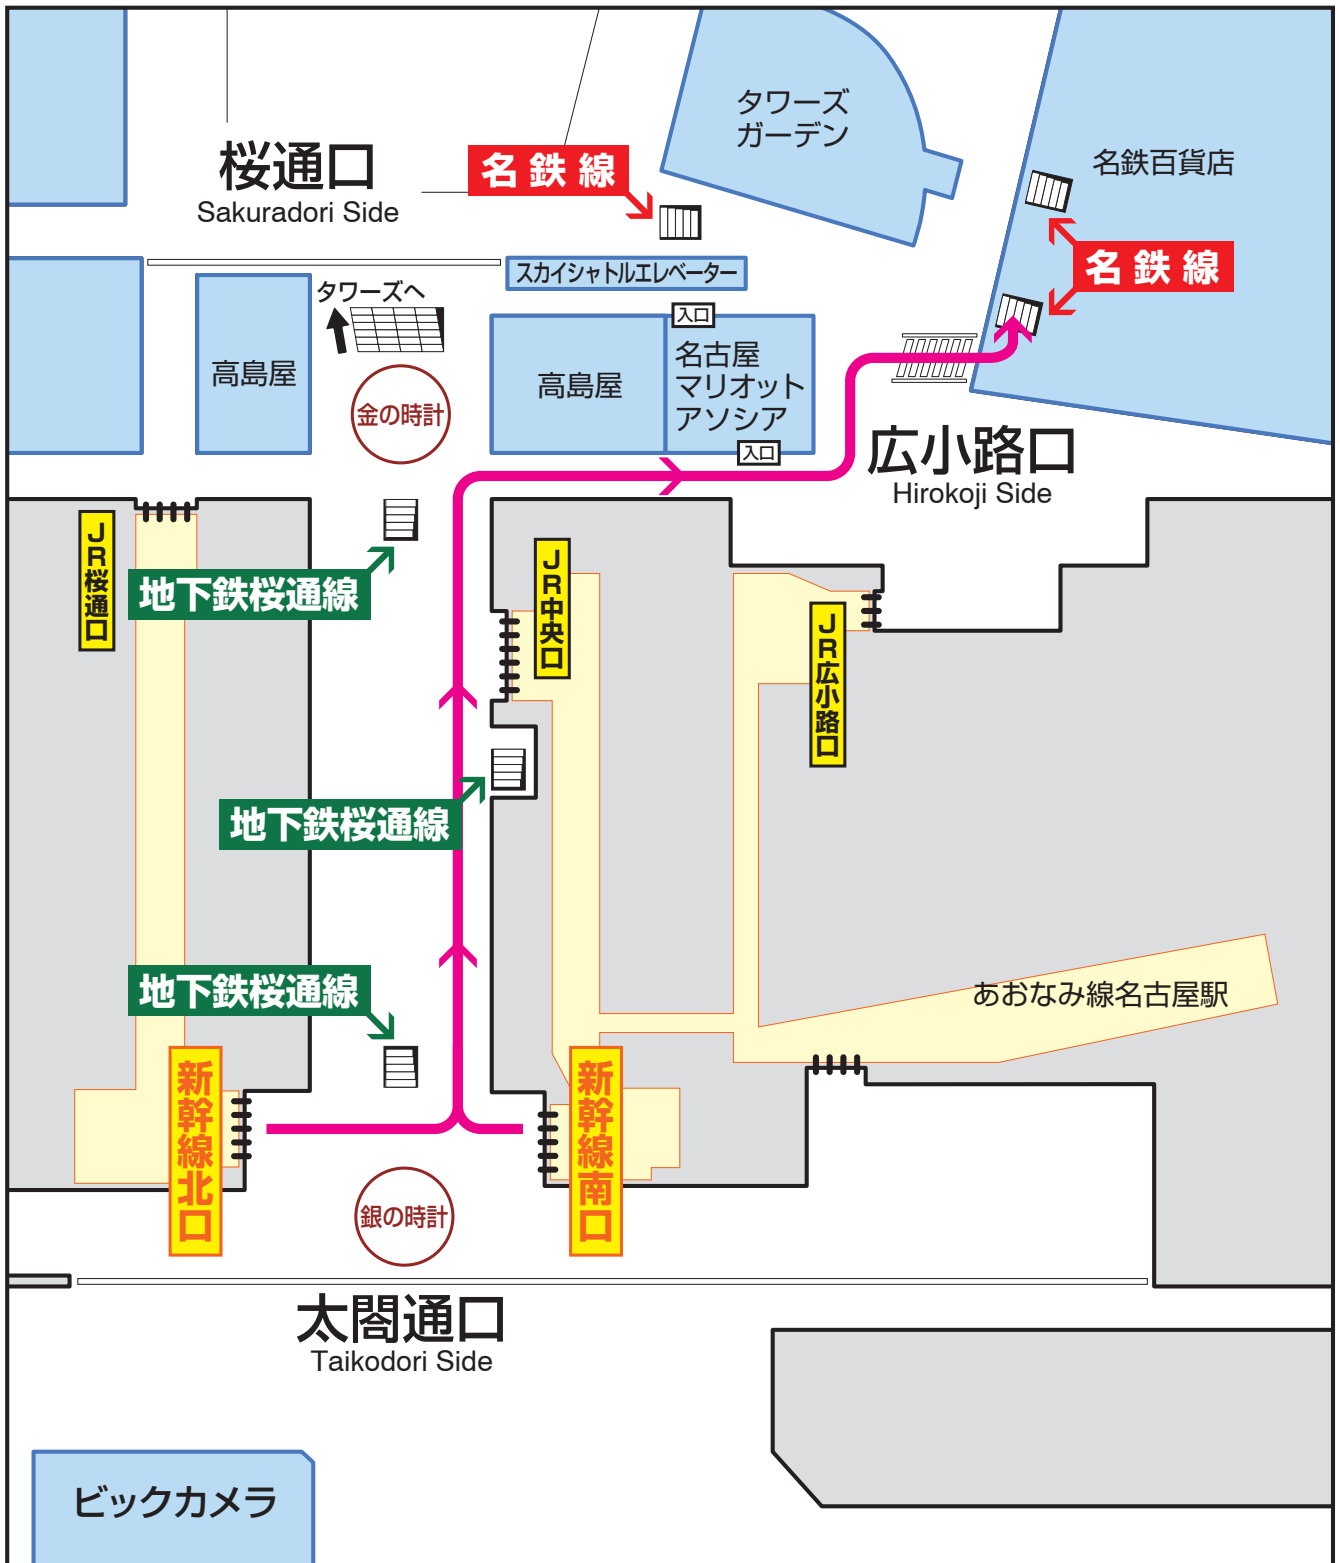 タワーズ
ガーデン
桜通口
Sakuradori Side
名鉄線
名鉄百貨店
名鉄線
スカイシャトルエレベーター
タワーズへ
入口
高島屋
高島屋
名古屋
マリオット
アソシア
金の時計
入口
広小路口
Hirokoji Side
JR桜通口
地下鉄桜通線
JR中央口
JR広小路口
地下鉄桜通線
地下鉄桜通線
あおなみ線名古屋駅
新幹線北口
新幹線南口
銀の時計
太閤通口
Taikodori Side
ビックカメラ